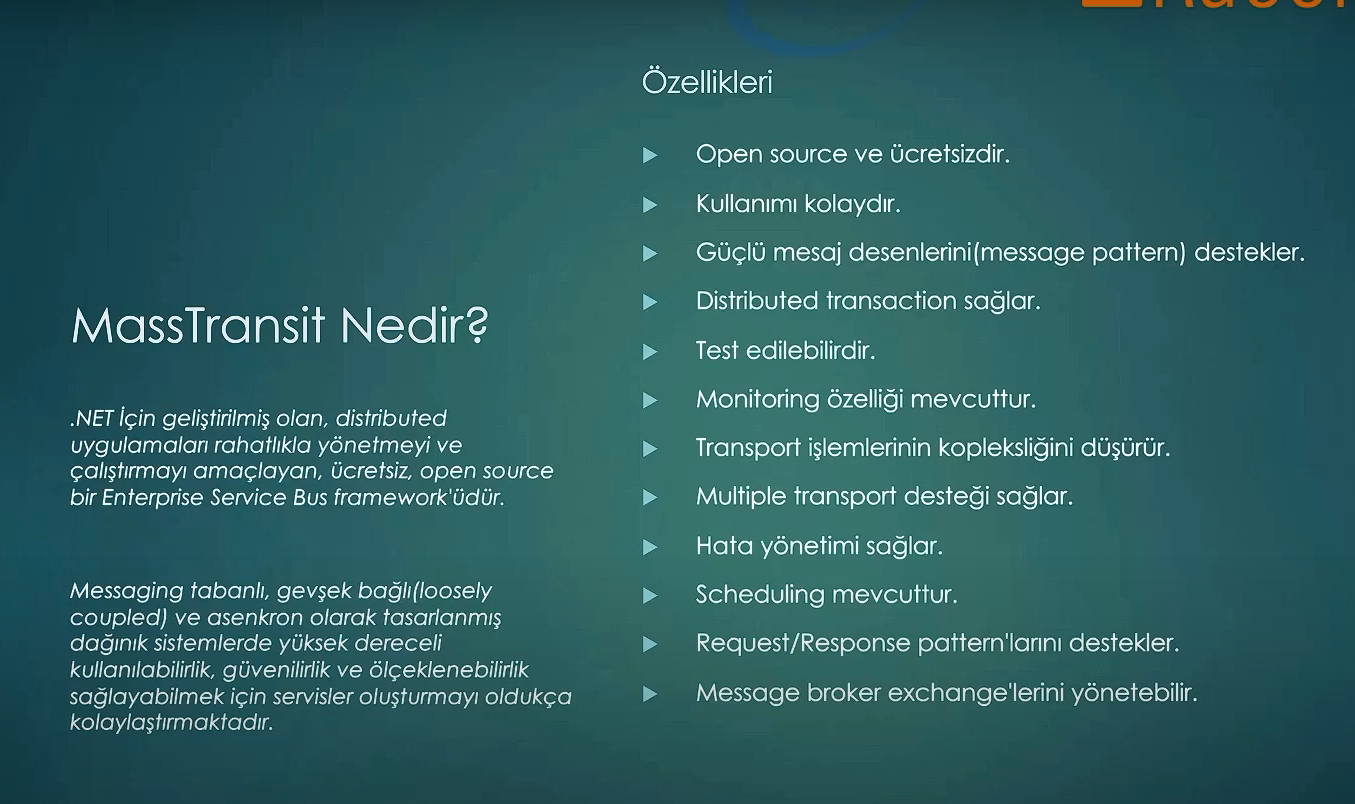 MassTransit Nedir?
.NET İçin geliştirilmiş olan, distributed
uygulamaları rahatlıkla yönetmeyi ve
çalıştırmayı amaçlayan, ücretsiz, open source
bir Enterprise Service Bus framework'üdür.
Messaging tabanlı, gevşek bağlı(loosely
coupled) ve asenkron olarak tasarlanmış
dağınık sistemlerde yüksek dereceli
kullanılabilirlik, güvenilirlik ve ölçeklenebilirlik
sağlayabilmek için servisler oluşturmayı oldukça
kolaylaştırmaktadır.
Özellikleri
Open source ve ücretsizdir.
Kullanımı kolaydır.
Güçlü mesaj desenlerini(message pattern) destekler.
Distributed transaction sağlar.
Test edilebilirdir.
Monitoring özelliği mevcuttur.
Transport işlemlerinin kopleksliğini düşürür.
Multiple transport desteği sağlar.
Hata yönetimi sağlar.
Scheduling mevcuttur.
Request/Response pattern'larını destekler.
Message broker exchange'lerini yönetebilir.